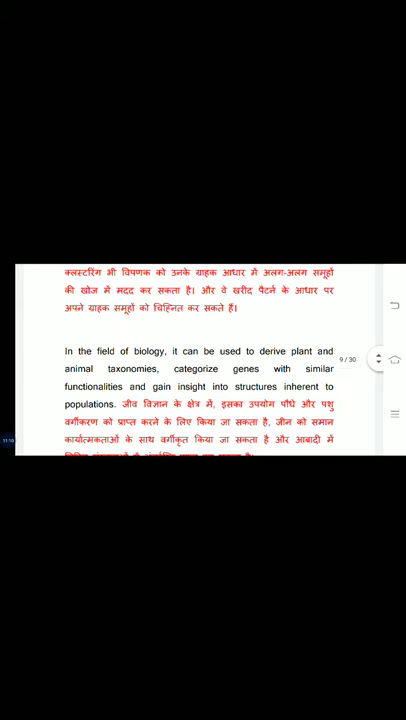 क्लस्टरिंग भी विपणक को उनके ग्राहक आधार में अलग-अलग समूहों
की खोज में मदद कर सकता है। और वे खरीद पैटर्न के आधार पर
अपने ग्राहक समूहों को चिह्नित कर सकते हैं।
In the field of biology, it can be used to derive plant and
animal taxonomies, categorize genes with similar
functionalities and gain insight into structures inherent to
populations. जीव विज्ञान के क्षेत्र में, इसका उपयोग पौधे और पशु
वर्गीकरण को प्राप्त करने के लिए किया जा सकता है, जीन को समान
कार्यात्मकताओं के साथ वर्गीकृत किया जा सकता है और आबादी में
9/30
11:10